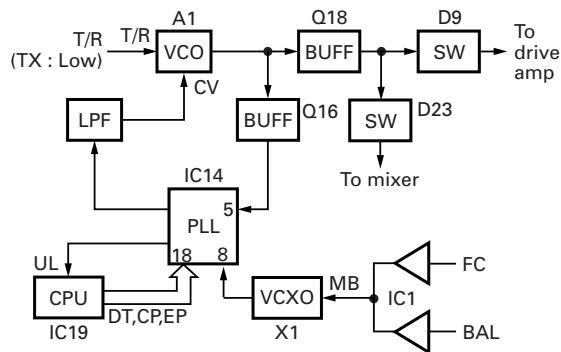 A1
Q18
D9
T/R
(TX : Low)
T/R
VCO
BUFF
SW
To
drive
amp
CV
LPF
BUFF
Q16
SW
D23
To mixer
IC14
PLL
5
18
8
UL
CPU
IC19
DT,CP,EP
VCXO
X1
MB
IC1
FC
BAL